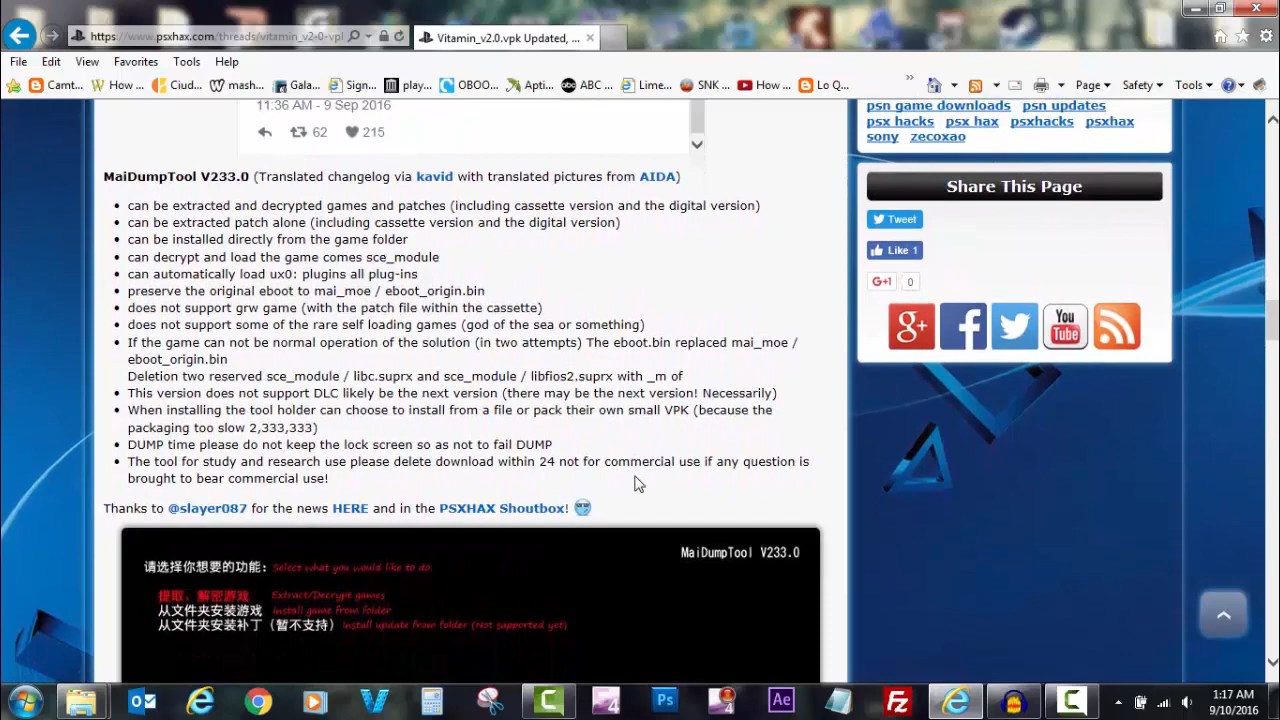 https://www.psxhax.com/threads/vitamin_v2-0-vpl
Vitamin_v2.0.vpk Updated, ...
File Edit View Favorites Tools Help
Camt... How ... Ciud... mash... Gala... Sign... play... OBOO... Apti... ABC ... Lime... SNK ... How t... Lo Q... » Page Safety Tools
11:36 AM - 9 Sep 2016
62 215
psn game downloads psn updates
psx hacks psx hax psxhacks psxhax
sony zecoxao
Share This Page
Tweet
Like 1
G+1 0
You Tube
MaiDumpTool V233.0 (Translated changelog via kavid with translated pictures from AIDA)
can be extracted and decrypted games and patches (including cassette version and the digital version)
can be extracted patch alone (including cassette version and the digital version)
can be installed directly from the game folder
can decrypt and load the game comes sce_module
can automatically load ux0: plugins all plug-ins
preserve the original eboot to mai_moe / eboot_origin.bin
does not support grw game (with the patch file within the cassette)
does not support some of the rare self loading games (god of the sea or something)
If the game can not be normal operation of the solution (in two attempts) The eboot.bin replaced mai_moe /
eboot_origin.bin
Deletion two reserved sce_module / libc.suprx and sce_module / libfios2.suprx with _m of
This version does not support DLC likely be the next version (there may be the next version! Necessarily)
When installing the tool holder can choose to install from a file or pack their own small VPK (because the
packaging too slow 2,333,333)
DUMP time please do not keep the lock screen so as not to fail DUMP
The tool for study and research use please delete download within 24 not for commercial use if any question is
brought to bear commercial use!
Thanks to @slayer087 for the news HERE and in the PSXHAX Shoutbox!
MaiDumpTool V233.0
请选择你想要的功能: Select what you would like to do
提取、解密游戏 Extract/Decrypt games
从文件夹安装游戏 Install game from folder
从文件夹安装补丁（暂不支持） Install update from folder (Not supported yet)
1:17 AM
9/10/2016